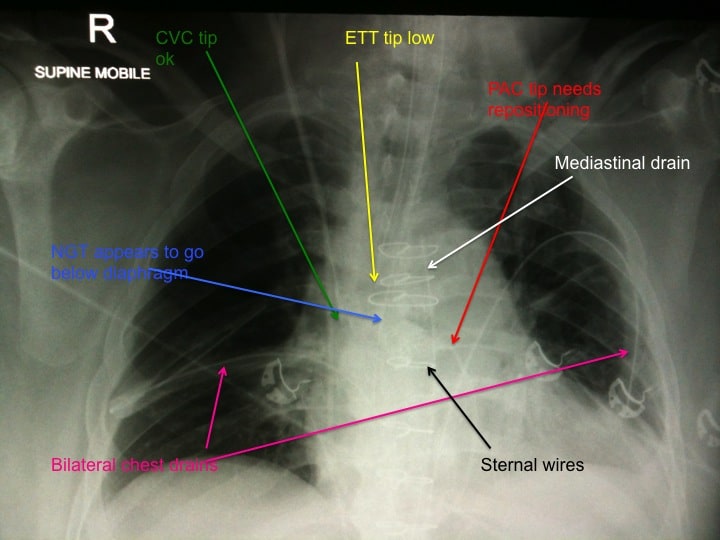 R
SUPINE MOBILE
CVC tip
ok
ETT tip low
PAC tip needs
repositioning
Mediastinal drain
NGT appears to go
below diaphragm
Bilateral chest drains
Sternal wires